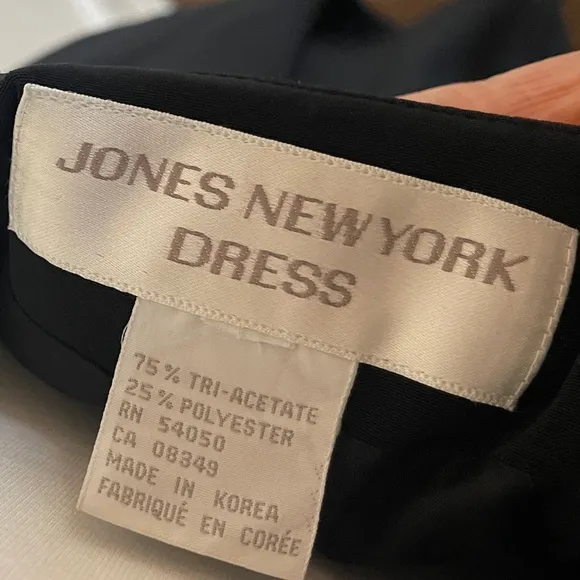 JONES NEW YORK
DRESS
75% TRI-ACETATE
25% POLYESTER
RN 54050
CA 08349
MADE IN KOREA
FABRIQUÉ EN CORÉE